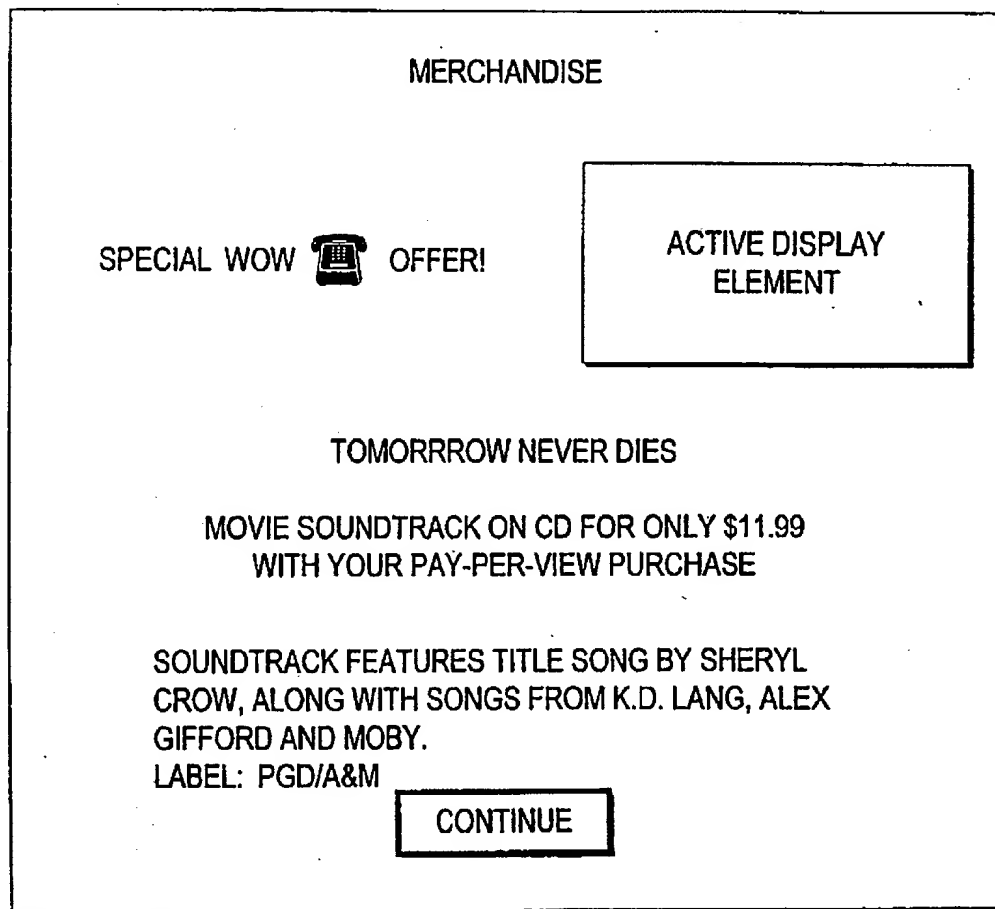 MERCHANDISE
SPECIAL WOW OFFER!
ACTIVE DISPLAY
ELEMENT
TOMORRROW NEVER DIES
MOVIE SOUNDTRACK ON CD FOR ONLY $11.99
WITH YOUR PAY-PER-VIEW PURCHASE
SOUNDTRACK FEATURES TITLE SONG BY SHERYL
CROW, ALONG WITH SONGS FROM K.D. LANG, ALEX
GIFFORD AND MOBY.
LABEL: PGD/A&M
CONTINUE